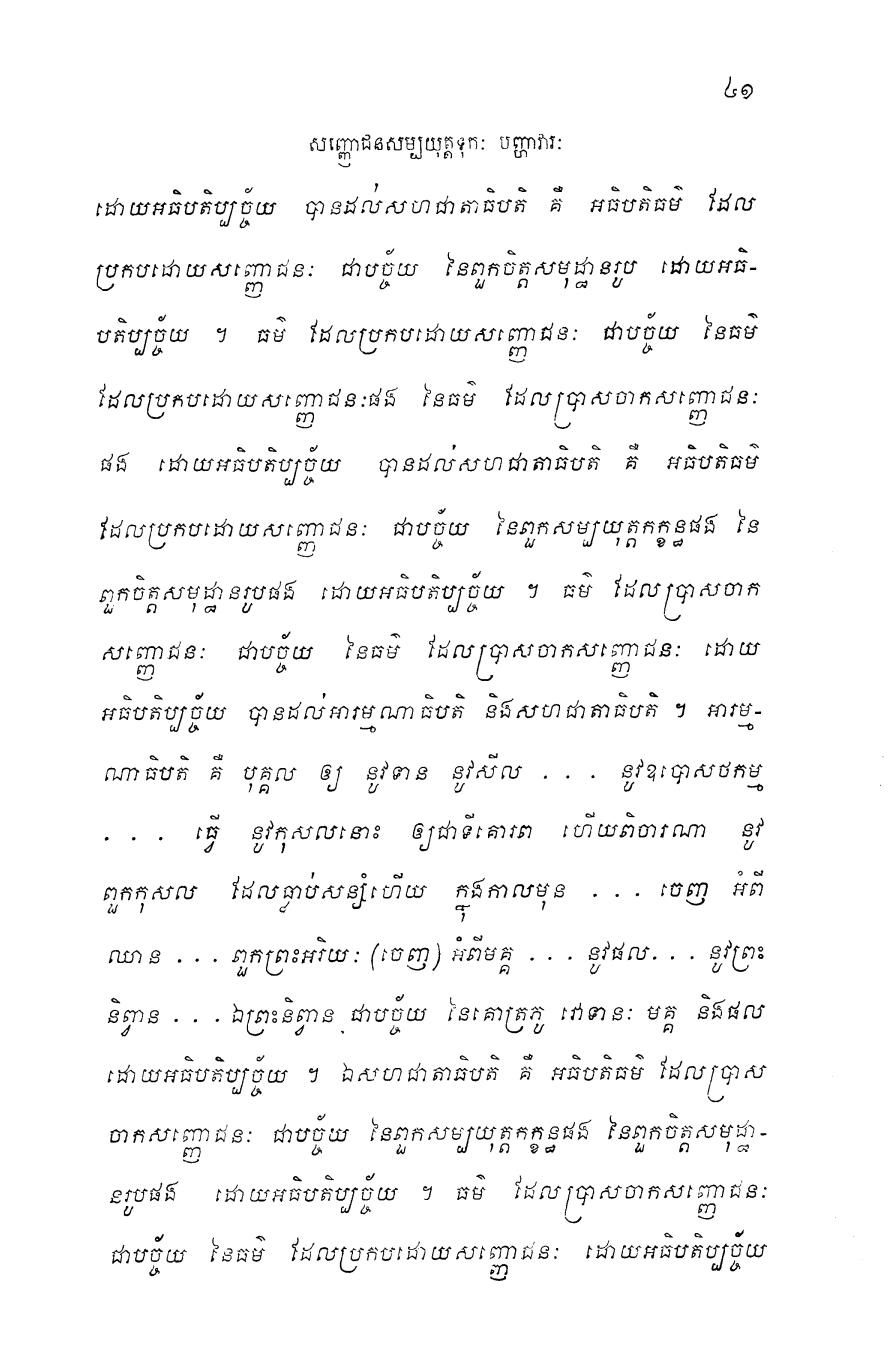 ៤១
សញ្ញោជនសម្បយុត្តទុកៈ បញ្ហាវារៈ
ដោយអធិបតិប្បច្ច័យ បានដល់សហជាតាធិបតិ គឺ អធិបតិធម៌ ដែល
ប្រកបដោយសញ្ញោជនៈ ជាបច្ច័យ នៃពួកចិត្តសមុដ្ឋានរូប ដោយអធិ-
បតិប្បច្ច័យ ។ ធម៌ ដែលប្រកបដោយសញ្ញោជនៈ ជាបច្ច័យ នៃធម៌
ដែលប្រកបដោយសញ្ញោជនៈផង នៃធម៌ ដែលប្រាសចាកសញ្ញោជនៈ
ផង ដោយអធិបតិប្បច្ច័យ បានដល់សហជាតាធិបតិ គឺ អធិបតិធម៌
ដែលប្រកបដោយសញ្ញោជនៈ ជាបច្ច័យ នៃពួកសម្បយុត្តកក្ខន្ធផង នៃ
ពួកចិត្តសមុដ្ឋានរូបផង ដោយអធិបតិប្បច្ច័យ ។ ធម៌ ដែលប្រាសចាក
សញ្ញោជនៈ ជាបច្ច័យ នៃធម៌ ដែលប្រាសចាកសញ្ញោជនៈ ដោយ
អធិបតិប្បច្ច័យ បានដល់អារម្មណាធិបតិ និងសហជាតាធិបតិ ។ អារម្ម-
ណាធិបតិ គឺ បុគ្គល ឲ្យ នូវទាន នូវសីល . . . នូវឧបោសថកម្ម
. . . ធ្វើ នូវកុសលនោះ ឲ្យជាទីគោរព ហើយពិចារណា នូវ
ពួកកុសល ដែលធ្លាប់សន្សំហើយ ក្នុងកាលមុន . . . ចេញ អំពី
ឈាន . . . ពួកព្រះអរិយៈ (ចេញ) អំពីមគ្គ . . . នូវផល. . . នូវព្រះ
និព្វាន . . . ឯព្រះនិព្វាន ជាបច្ច័យ នៃគោត្រភូ វោទានៈ មគ្គ និងផល
ដោយអធិបតិប្បច្ច័យ ។ ឯសហជាតាធិបតិ គឺ អធិបតិធម៌ ដែលប្រាស
ចាកសញ្ញោជនៈ ជាបច្ច័យ នៃពួកសម្បយុត្តកក្ខន្ធផង នៃពួកចិត្តសមុដ្ឋា-
នរូបផង ដោយអធិបតិប្បច្ច័យ ។ ធម៌ ដែលប្រាសចាកសញ្ញោជនៈ
ជាបច្ច័យ នៃធម៌ ដែលប្រកបដោយសញ្ញោជនៈ ដោយអធិបតិប្បច្ច័យ